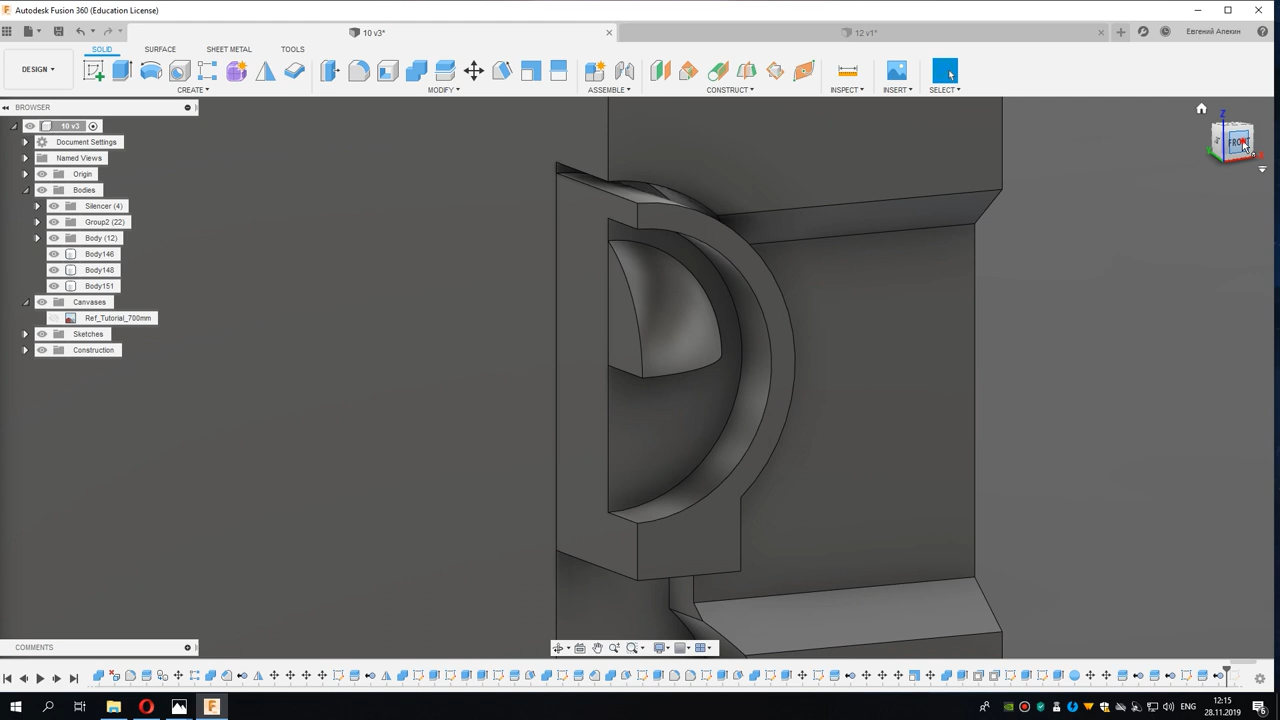 Autodesk Fusion 360 (Education License)
10 v3*
12 v1*
Евгений Апекин
DESIGN
SOLID
SURFACE
SHEET METAL
TOOLS
CREATE
MODIFY
ASSEMBLE
CONSTRUCT
INSPECT
INSERT
SELECT
BROWSER
10 v3
Document Settings
Named Views
Origin
Bodies
Silencer (4)
Group2 (22)
Body (12)
Body146
Body148
Body151
Canvases
Ref_Tutorial_700mm
Sketches
Construction
Z
FRONT
COMMENTS
ENG
12:15
28.11.2019
6